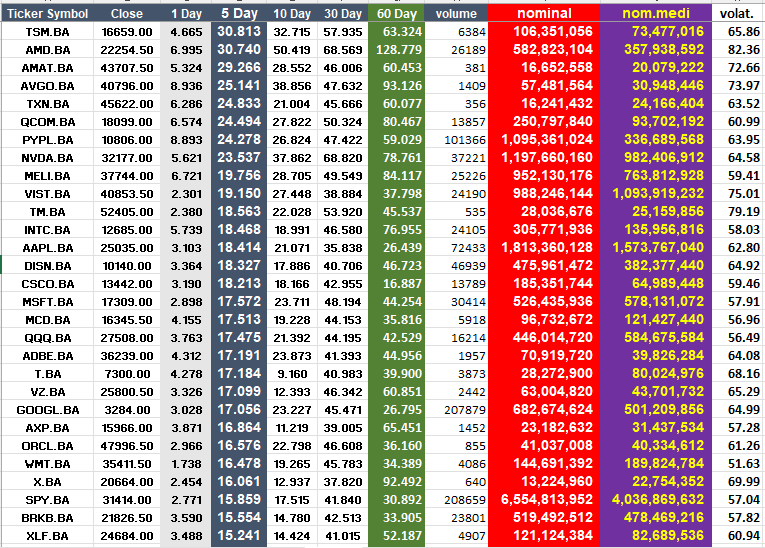 Ticker Symbol Close 1 Day 5 Day 10 Day 30 Day 60 Day volume nominal nom.medi volat.
TSM.BA 16659.00 4.665 30.813 32.715 57.935 63.324 6384 106,351,056 73,477,016 65.86
AMD.BA 22254.50 6.995 30.740 50.419 68.569 128.779 26189 582,823,104 357,938,592 82.36
AMAT.BA 43707.50 5.324 29.266 28.552 46.006 60.453 381 16,652,558 20,079,222 72.66
AVGO.BA 40796.00 8.936 25.141 38.856 47.632 93.126 1409 57,481,564 30,948,446 73.97
TXN.BA 45622.00 6.286 24.833 21.004 45.666 60.077 356 16,241,432 24,166,404 63.52
QCOM.BA 18099.00 6.574 24.494 27.822 50.324 80.467 13857 250,797,840 93,702,192 60.99
PYPL.BA 10806.00 8.893 24.278 26.824 47.422 59.029 101366 1,095,361,024 336,689,568 63.95
NVDA.BA 32177.00 5.621 23.537 37.862 68.820 78.761 37221 1,197,660,160 982,406,912 64.58
MELI.BA 37744.00 6.721 19.756 28.705 49.549 84.117 25226 952,130,176 763,812,928 59.41
VIST.BA 40853.50 2.301 19.150 27.448 38.884 37.798 24190 988,246,144 1,093,919,232 75.01
TM.BA 52405.00 2.380 18.563 22.028 53.920 45.537 535 28,036,676 25,159,856 79.19
INTC.BA 12685.00 5.739 18.468 18.991 46.580 76.955 24105 305,771,936 135,956,816 58.03
AAPL.BA 25035.00 3.103 18.414 21.071 35.838 26.439 72433 1,813,360,128 1,573,767,040 62.80
DISN.BA 10140.00 3.364 18.327 17.886 40.706 46.723 46939 475,961,472 382,377,440 64.92
CSCO.BA 13442.00 3.190 18.213 18.166 42.955 16.887 13789 185,351,744 64,989,448 59.46
MSFT.BA 17309.00 2.898 17.572 23.711 48.194 44.254 30414 526,435,936 578,131,072 57.91
MCD.BA 16345.50 4.155 17.513 19.228 44.153 35.816 5918 96,732,672 121,427,440 56.96
QQQ.BA 27508.00 3.763 17.475 21.392 44.195 42.529 16214 446,014,720 584,675,584 56.49
ADBE.BA 36239.00 4.312 17.191 23.873 41.393 44.956 1957 70,919,720 39,826,284 64.08
T.BA 7300.00 4.278 17.184 9.160 40.983 39.900 3873 28,272,900 80,024,976 68.16
VZ.BA 25800.50 3.326 17.099 12.393 46.342 60.851 2442 63,004,820 43,701,732 65.29
GOOGL.BA 3284.00 3.028 17.056 23.227 45.471 26.795 207879 682,674,624 501,209,856 64.99
AXP.BA 15966.00 3.871 16.864 11.219 39.005 65.451 1452 23,182,632 31,437,534 57.28
ORCL.BA 47996.50 2.966 16.576 22.798 46.608 36.160 855 41,037,008 40,334,612 61.26
WMT.BA 35411.50 1.738 16.478 19.265 45.783 34.389 4086 144,691,392 189,824,784 51.63
X.BA 20664.00 2.454 16.061 12.937 37.820 92.492 640 13,224,960 22,754,352 69.99
SPY.BA 31414.00 2.771 15.859 17.515 41.840 30.892 208659 6,554,813,952 4,036,869,632 57.04
BRKB.BA 21826.50 3.590 15.554 14.780 42.513 33.905 23801 519,492,512 478,469,216 57.82
XLF.BA 24684.00 3.488 15.241 14.424 41.015 52.187 4907 121,124,384 82,689,536 60.94